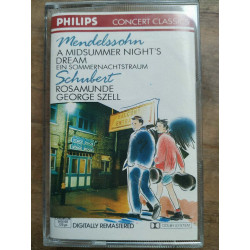 PHILIPS
CONCERT CLASSICS
Mendelssohn
A MIDSUMMER NIGHT'S
DREAM
EIN SOMMERNACHTSTRAUM
Schubert
ROSAMUNDE
GEORGE SZELL
DIGITALLY REMASTERED